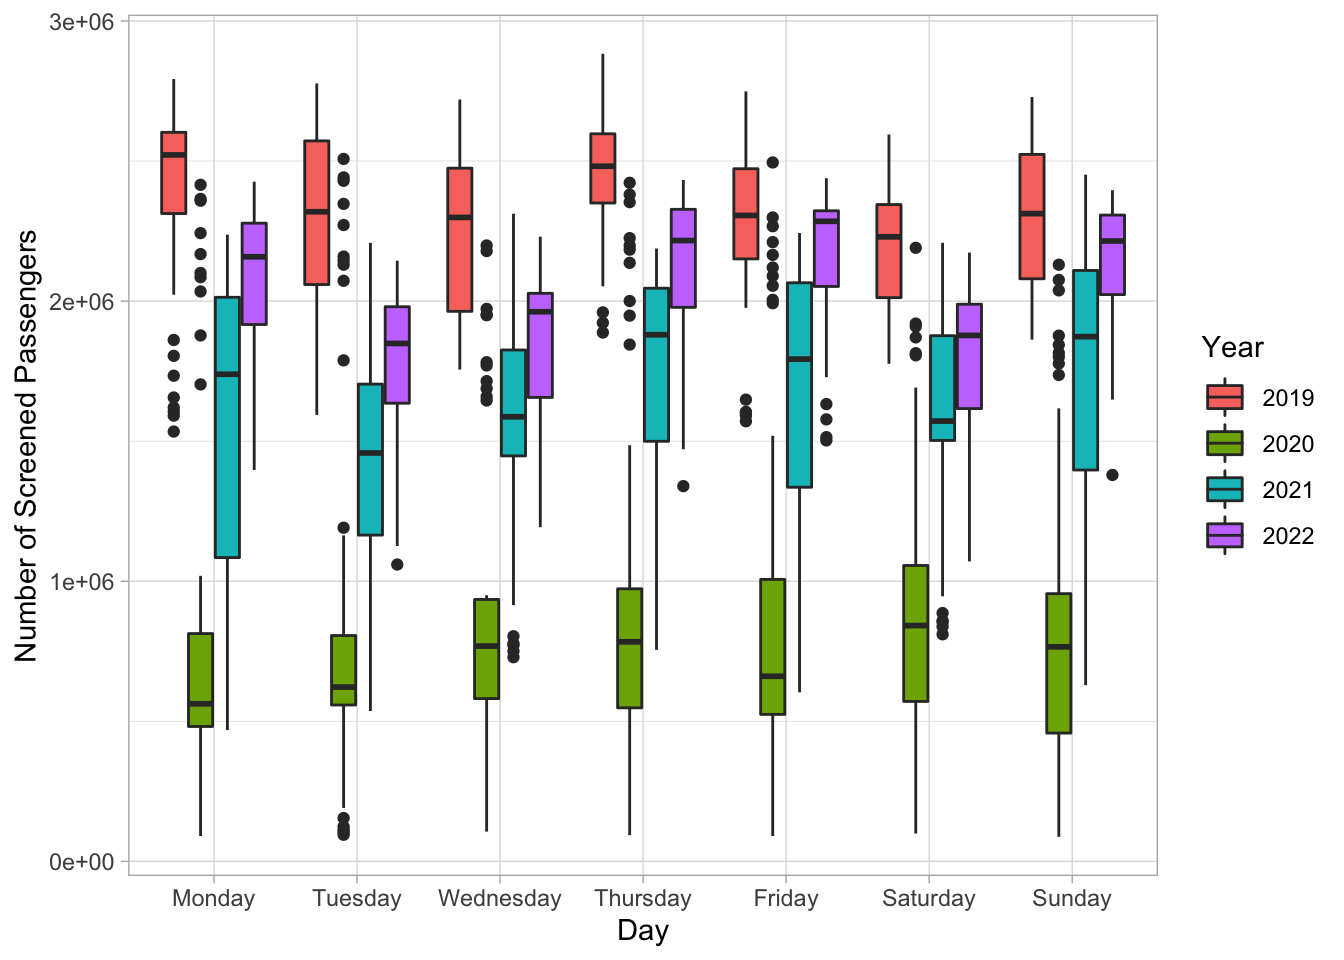 Number of Screened Passengers
3e+06
2e+06
1e+06
0e+00
Monday Tuesday Wednesday Thursday Friday Saturday Sunday
Day
Year
2019
2020
2021
2022